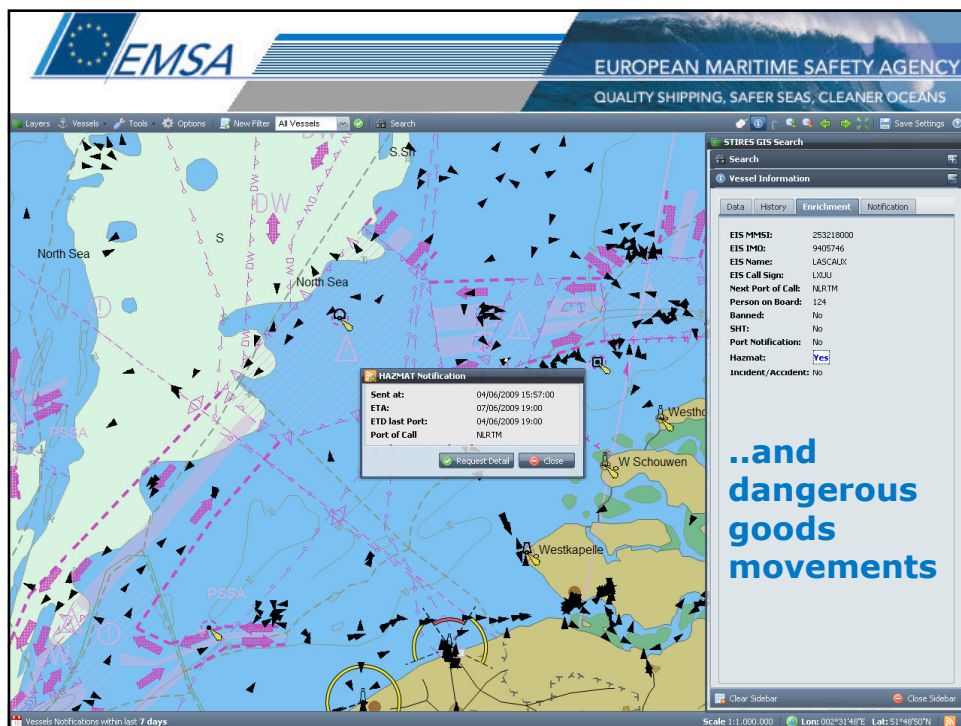 EMSA
EUROPEAN MARITIME SAFETY AGENCY
QUALITY SHIPPING, SAFER SEAS, CLEANER OCEANS
Layers Vessels Tools Options New Filter All Vessels Search Save Settings
STIRES GIS Search
Search
Vessel Information
Data History Enrichment Notification
EIS MMSI: 253218000
EIS IMO: 9405746
EIS Name: LASCAUX
EIS Call Sign: LXUU
Next Port of Call: NLRTM
Person on Board: 124
Banned: No
SHT: No
Port Notification: No
Hazmat: Yes
Incident/Accident: No
..and
dangerous
goods
movements
Clear Sidebar Close Sidebar
S.Sh
DW
DW
DW
S
North Sea
North Sea
HAZMAT Notification
Sent at: 04/06/2009 15:57:00
ETA: 07/06/2009 19:00
ETD last Port: 04/06/2009 19:00
Port of Call NLRTM
Request Detail Close
Westho
W Schouwen
Westkapelle
PSSA
PSSA
Vessels Notifications within last 7 days
Scale 1:1.000.000 Lon: 002°31'48"E Lat: 51°48'50"N